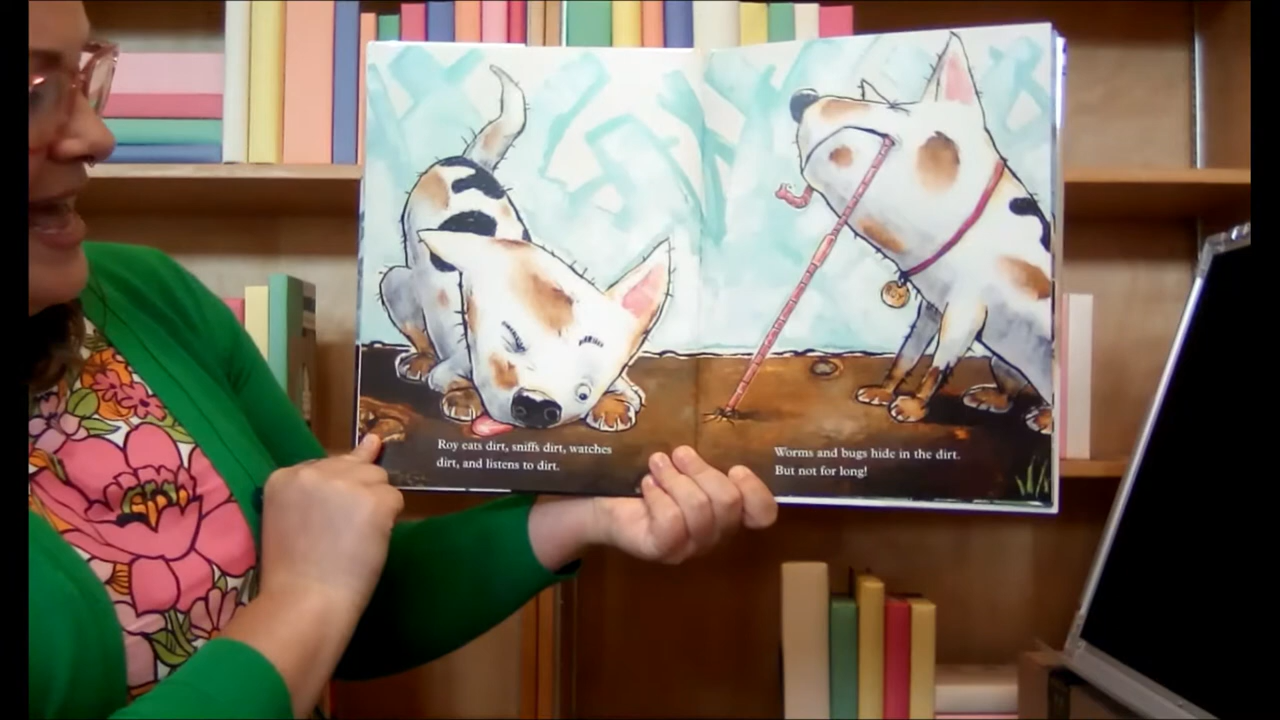 Roy eats dirt, sniffs dirt, watches
dirt, and listens to dirt.
Worms and bugs hide in the dirt.
But not for long!